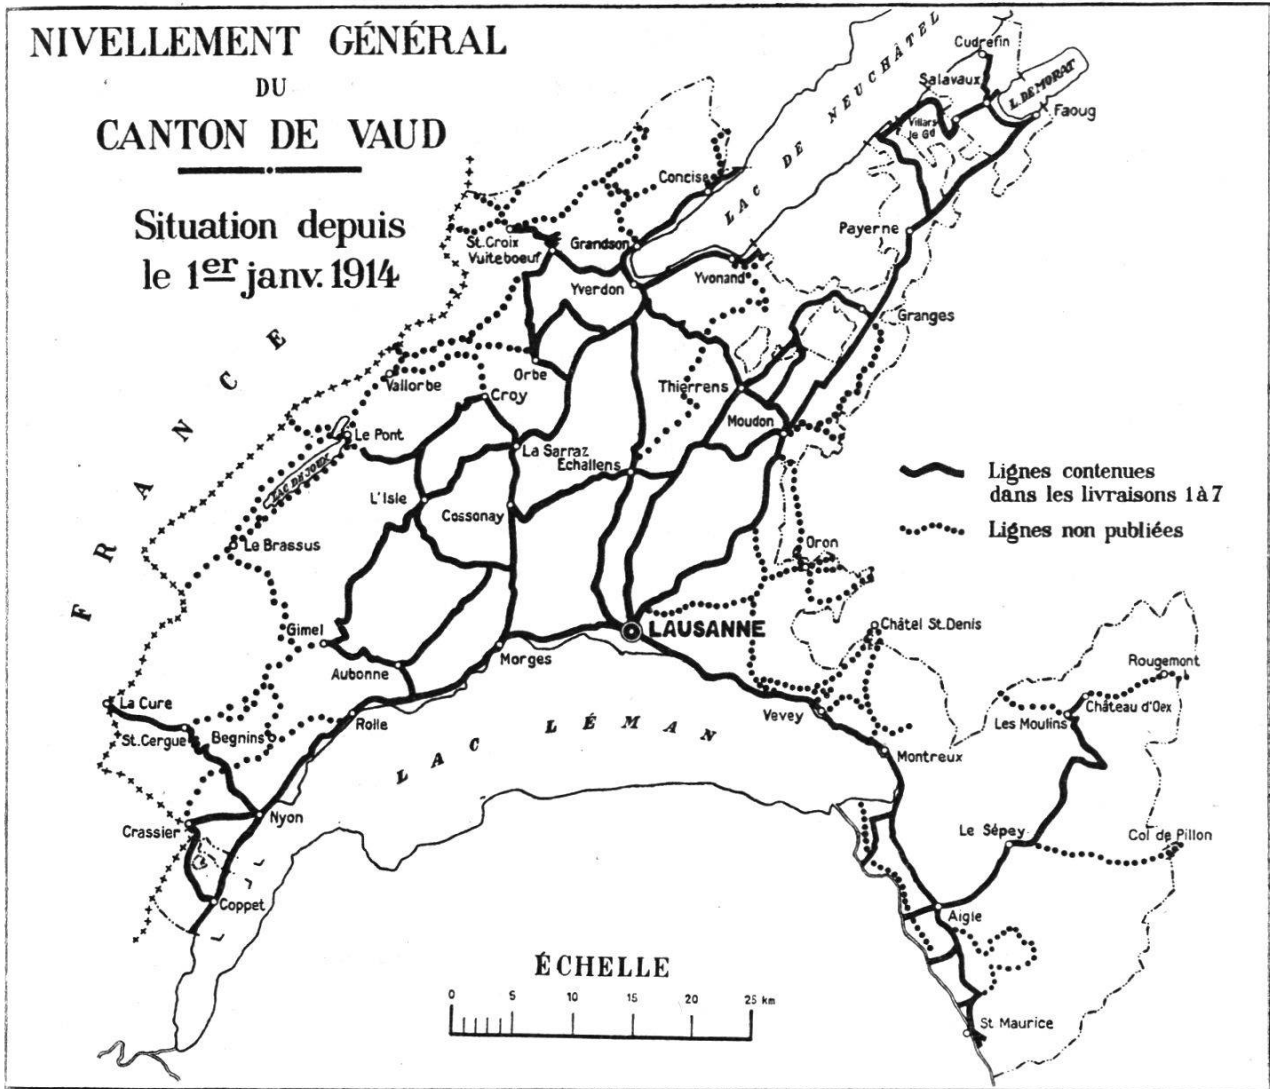 NIVELLEMENT GÉNÉRAL
DU
CANTON DE VAUD
Situation depuis
le 1er janv. 1914
Cudrefin
Salavaux
L. DE MORAT
Faoug
Villars
le Gd
LAC DE NEUCHÂTEL
Concise
St. Croix
Vuiteboeuf
Grandson
Payerne
Yverdon
Yvonand
Granges
FRANCE
Vallorbe
Orbe
Croy
Thierrens
Moudon
Le Pont
LAC DE JOUX
La Sarraz
Echallens
L'Isle
Cossonay
Lignes contenues
dans les livraisons 1 à 7
Lignes non publiées
Le Brassus
Oron
Gimel
LAUSANNE
Châtel St. Denis
Aubonne
Morges
Rougemont
La Cure
Château d'Oex
St. Cergue
Begnins
Rolle
Vevey
Les Moulins
LAC LÉMAN
Montreux
Crassier
Nyon
Le Sépey
Col de Pillon
Coppet
Aigle
ÉCHELLE
0 5 10 15 20 25 km
St Maurice